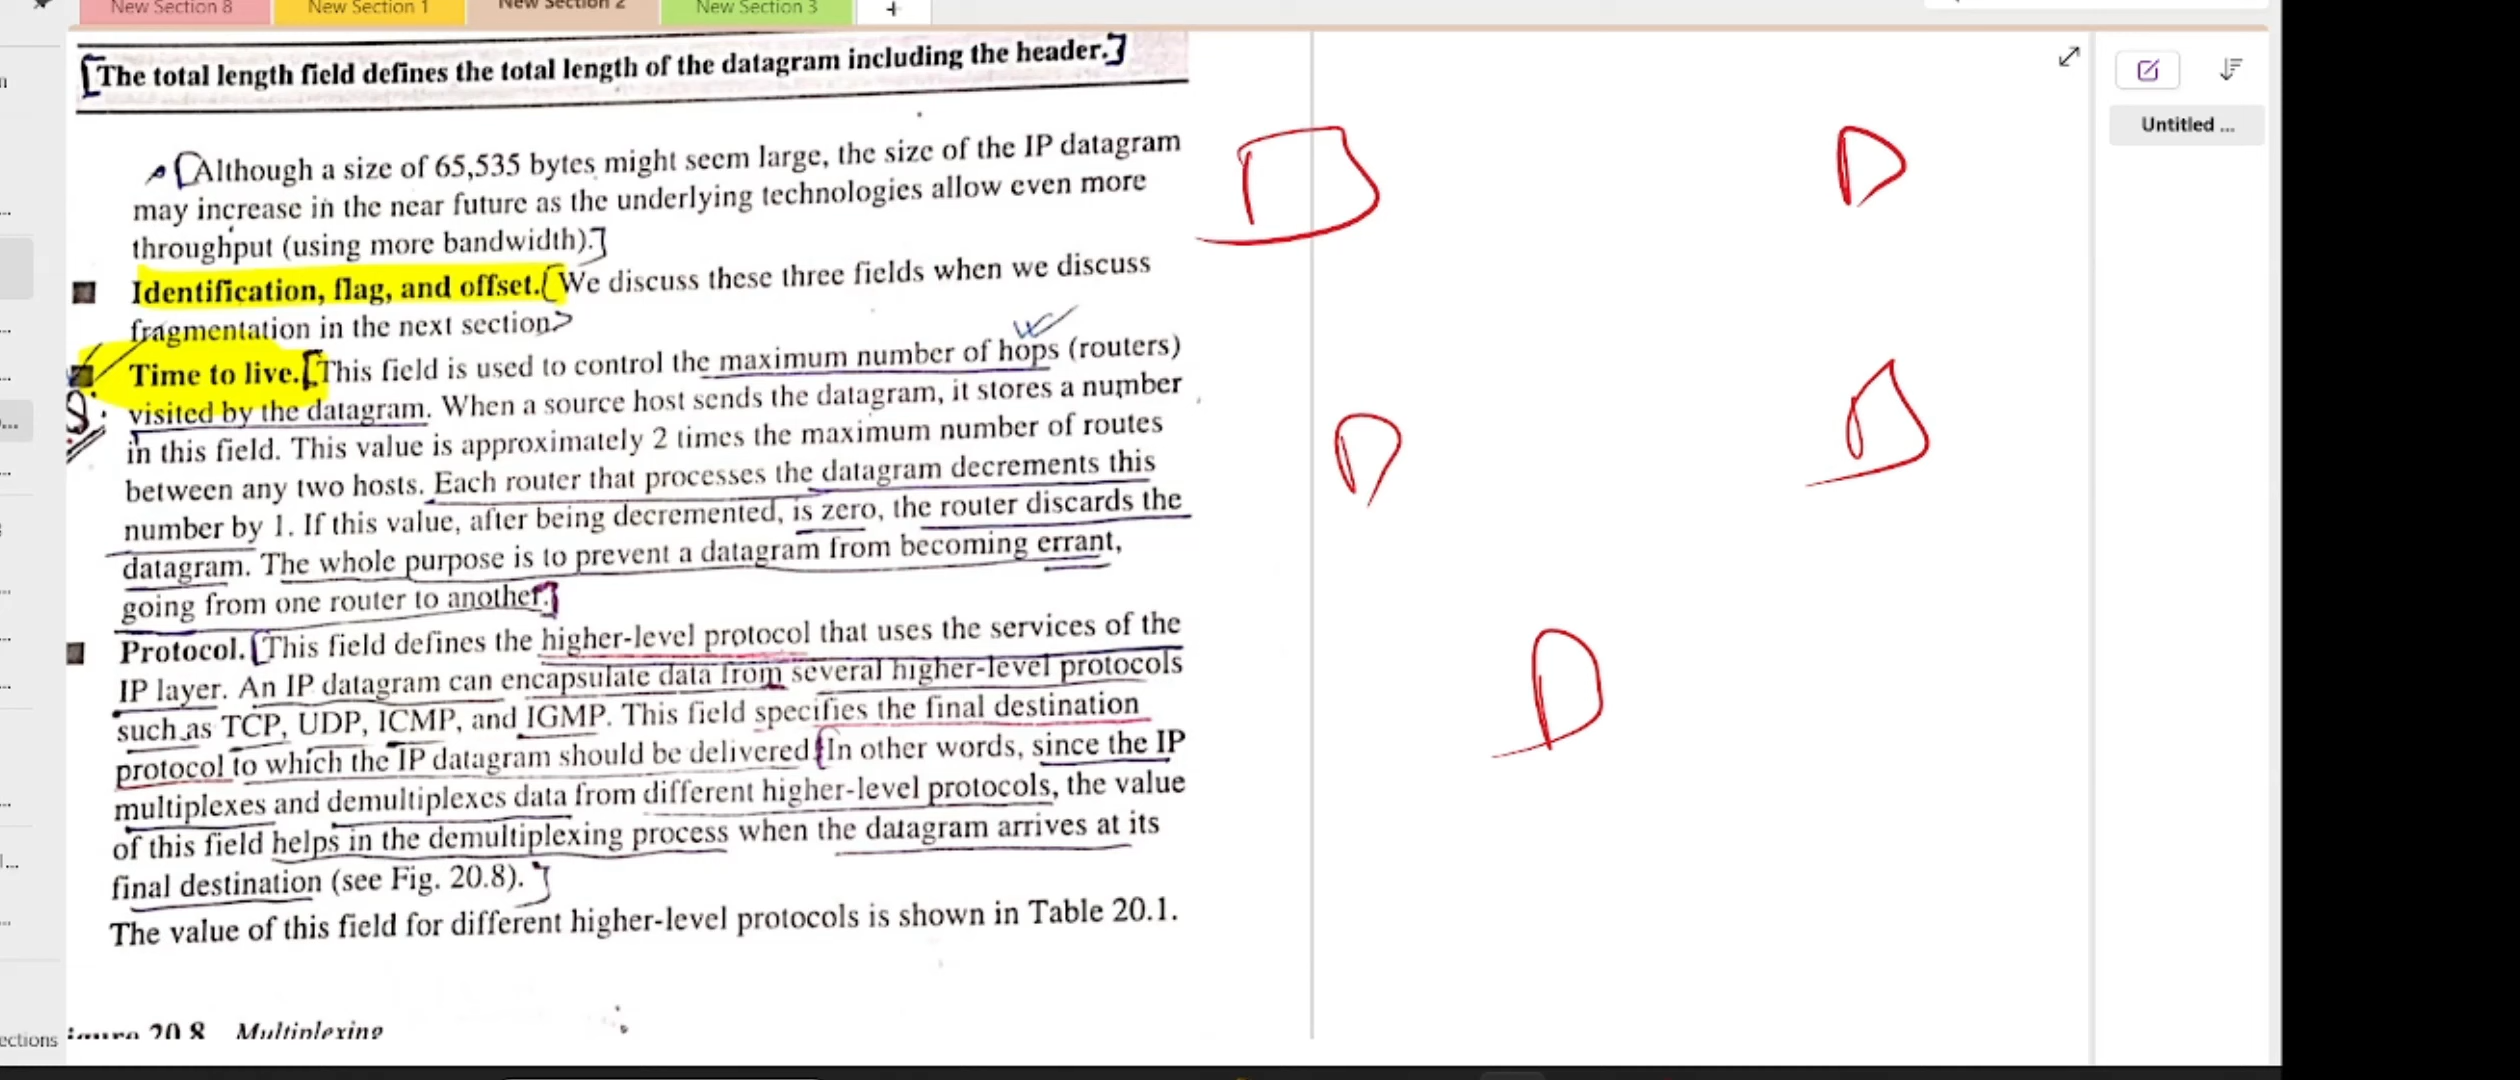 New Section 8
New Section 1
New Section 2
New Section 3
+
Untitled ...
The total length field defines the total length of the datagram including the header.
Although a size of 65,535 bytes might seem large, the size of the IP datagram
may increase in the near future as the underlying technologies allow even more
throughput (using more bandwidth).
Identification, flag, and offset. We discuss these three fields when we discuss
fragmentation in the next section
Time to live. This field is used to control the maximum number of hops (routers)
visited by the datagram. When a source host sends the datagram, it stores a number
in this field. This value is approximately 2 times the maximum number of routes
between any two hosts. Each router that processes the datagram decrements this
number by 1. If this value, after being decremented, is zero, the router discards the
datagram. The whole purpose is to prevent a datagram from becoming errant,
going from one router to another.
Protocol. This field defines the higher-level protocol that uses the services of the
IP layer. An IP datagram can encapsulate data from several higher-level protocols
such as TCP, UDP, ICMP, and IGMP. This field specifies the final destination
protocol to which the IP datagram should be delivered. In other words, since the IP
multiplexes and demultiplexes data from different higher-level protocols, the value
of this field helps in the demultiplexing process when the datagram arrives at its
final destination (see Fig. 20.8).
The value of this field for different higher-level protocols is shown in Table 20.1.
20.8 Multiplexing
ections